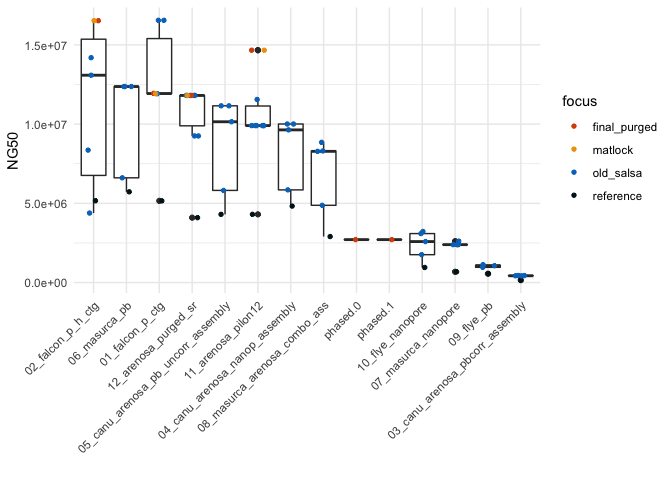 NG50
1.5e+07
1.0e+07
5.0e+06
0.0e+00
02_falcon_p_h_ctg
06_masurca_pb
01_falcon_p_ctg
12_arenosa_purged_sr
05_canu_arenosa_pb_uncorr_assembly
11_arenosa_pilon12
04_canu_arenosa_nanop_assembly
08_masurca_arenosa_combo_ass
phased.0
phased.1
10_flye_nanopore
07_masurca_nanopore
09_flye_pb
03_canu_arenosa_pbcorr_assembly
focus
final_purged
matlock
old_salsa
reference